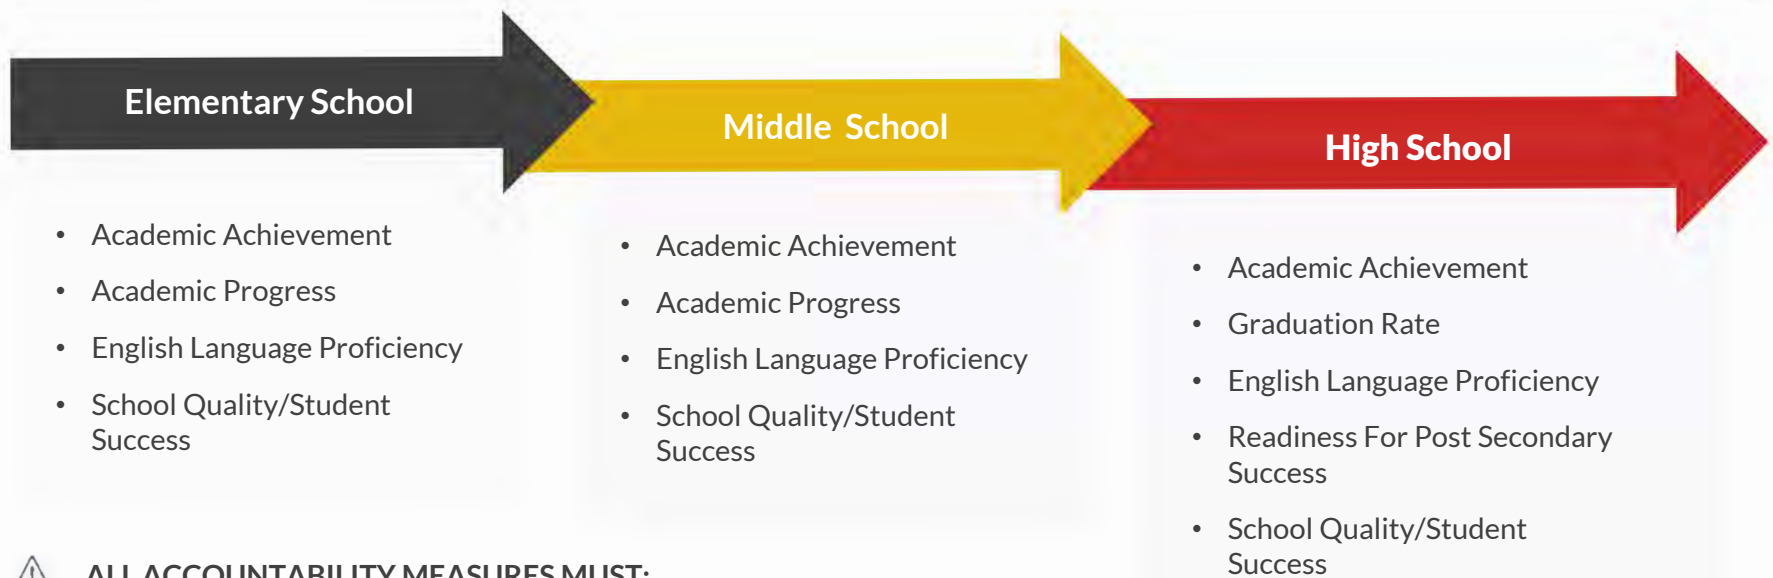 Elementary School
Middle School
High School
• Academic Achievement
• Academic Progress
• English Language Proficiency
• School Quality/Student
Success
• Academic Achievement
• Academic Progress
• English Language Proficiency
• School Quality/Student
Success
• Academic Achievement
• Graduation Rate
• English Language Proficiency
• Readiness For Post Secondary
Success
• School Quality/Student
Success
ALL ACCOUNTABILITY MEASURES MUST: